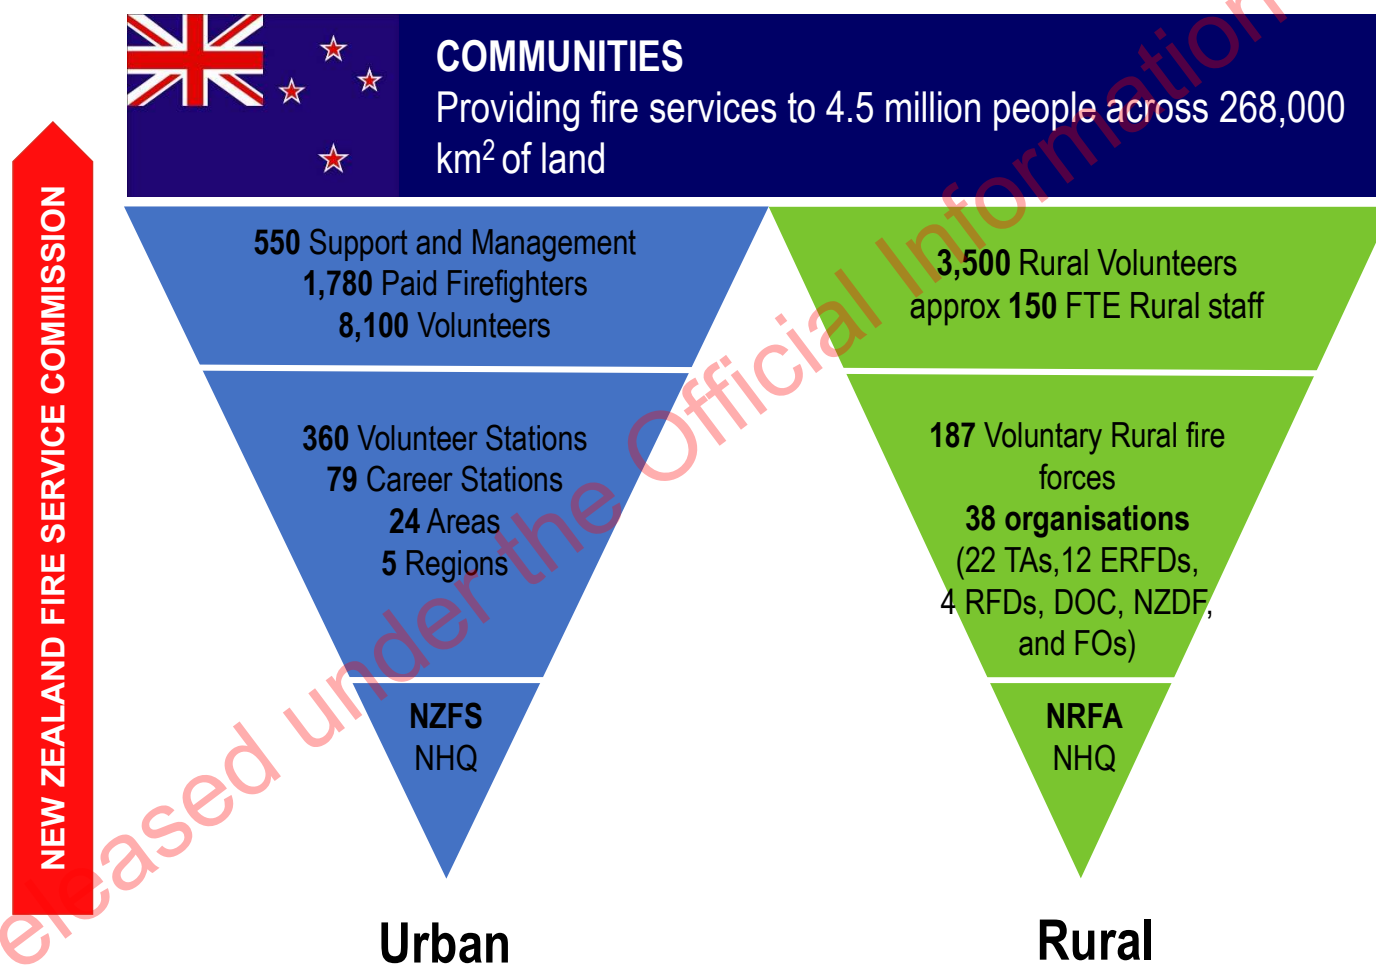 COMMUNITIES
Providing fire services to 4.5 million people across 268,000
km² of land
NEW ZEALAND FIRE SERVICE COMMISSION
550 Support and Management
1,780 Paid Firefighters
8,100 Volunteers
360 Volunteer Stations
79 Career Stations
24 Areas
5 Regions
NZFS
NHQ
Urban
3,500 Rural Volunteers
approx 150 FTE Rural staff
187 Voluntary Rural fire
forces
38 organisations
(22 TAs,12 ERFDs,
4 RFDs, DOC, NZDF,
and FOs)
NRFA
NHQ
Rural
eleased under the Official Information